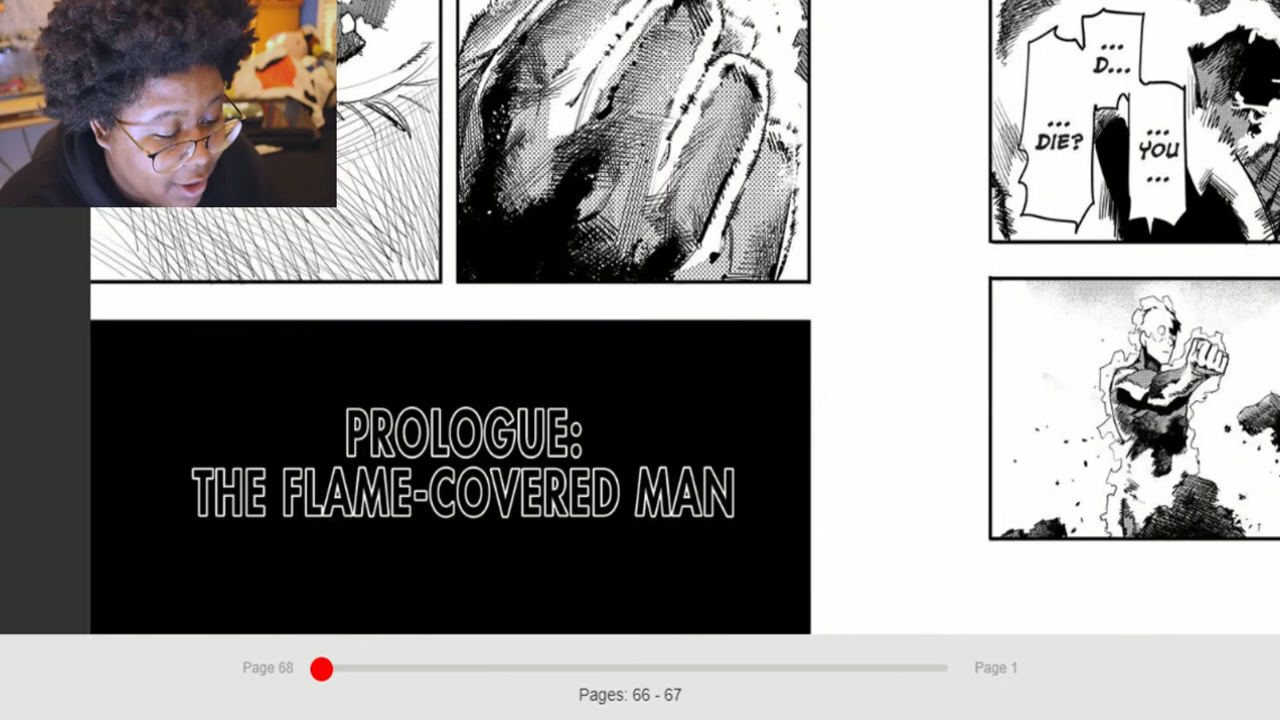 ...
D...
...
YOU
...
...
DIE?
PROLOGUE:
THE FLAME-COVERED MAN
Page 68
Page 1
Pages: 66 - 67